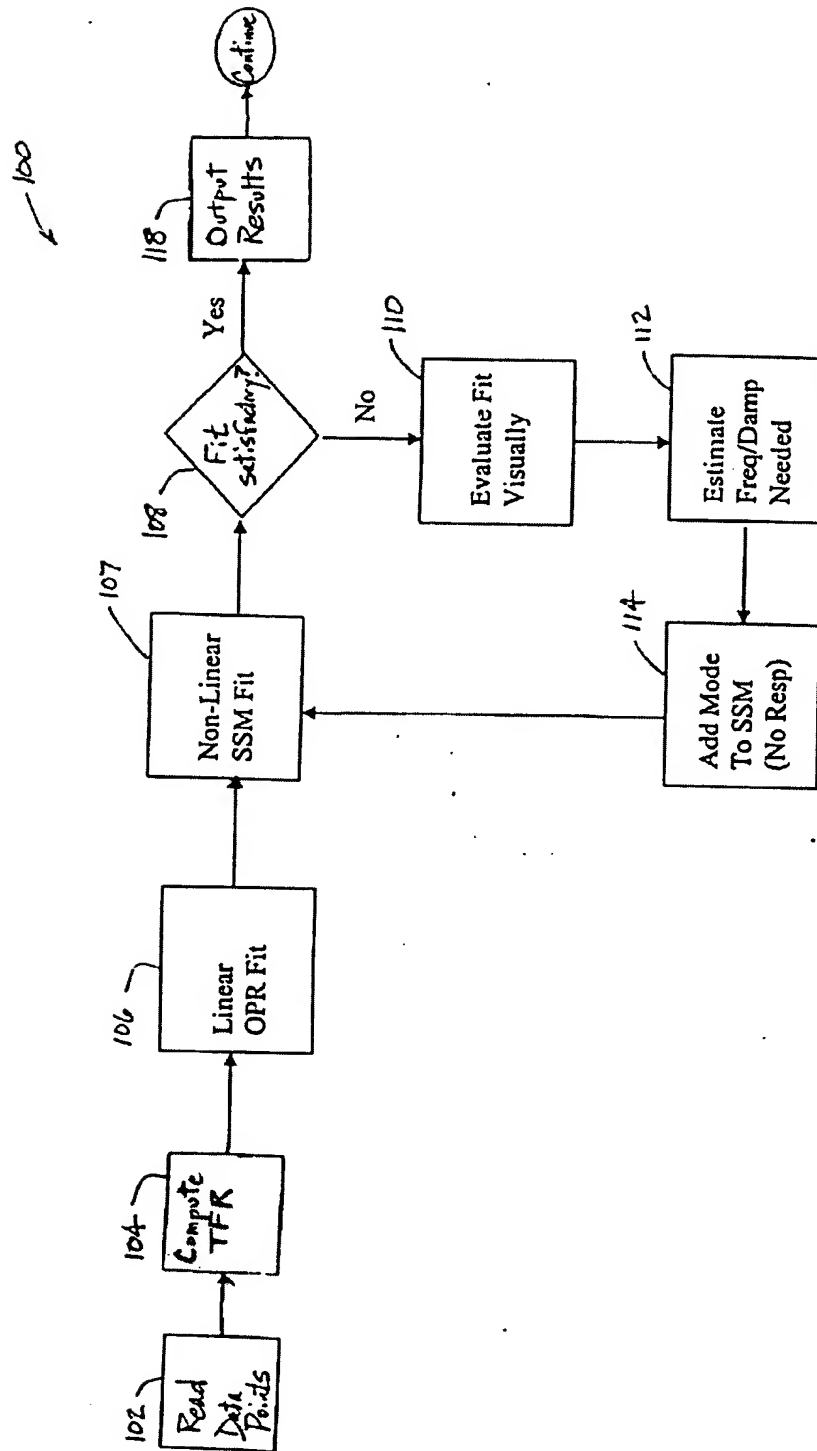 100
102
Read
Data
Points
104
Compute
TFR
106
Linear
OPR Fit
107
Non-Linear
SSM Fit
108
Fit
satisfactory?
Yes
118
Output
Results
Continue
No
110
Evaluate Fit
Visually
112
Estimate
Freq/Damp
Needed
114
Add Mode
To SSM
(No Resp)